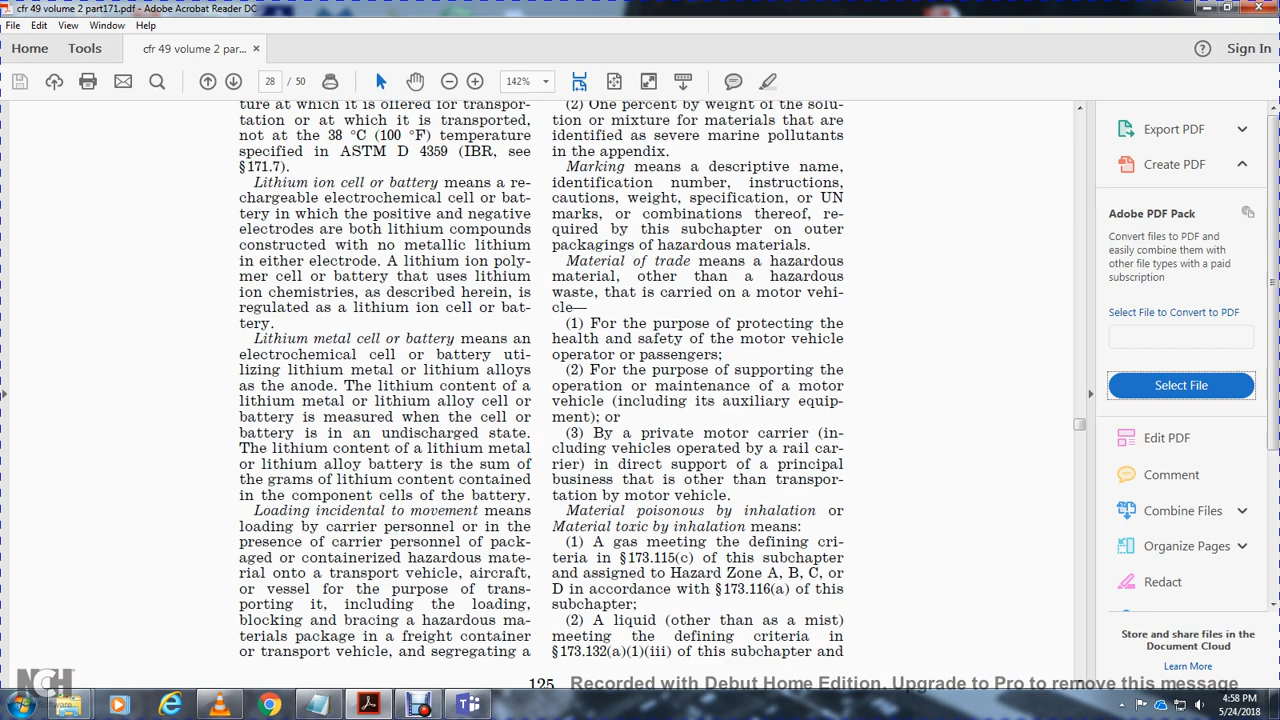 cfr 49 volume 2 part171.pdf - Adobe Acrobat Reader DC
File Edit View Window Help
Home Tools cfr 49 volume 2 par... × Sign In
28 / 50 142%
ture at which it is offered for transpor-
tation or at which it is transported,
not at the 38 °C (100 °F) temperature
specified in ASTM D 4359 (IBR, see
§171.7).
Lithium ion cell or battery means a re-
chargeable electrochemical cell or bat-
tery in which the positive and negative
electrodes are both lithium compounds
constructed with no metallic lithium
in either electrode. A lithium ion poly-
mer cell or battery that uses lithium
ion chemistries, as described herein, is
regulated as a lithium ion cell or bat-
tery.
Lithium metal cell or battery means an
electrochemical cell or battery uti-
lizing lithium metal or lithium alloys
as the anode. The lithium content of a
lithium metal or lithium alloy cell or
battery is measured when the cell or
battery is in an undischarged state.
The lithium content of a lithium metal
or lithium alloy battery is the sum of
the grams of lithium content contained
in the component cells of the battery.
Loading incidental to movement means
loading by carrier personnel or in the
presence of carrier personnel of pack-
aged or containerized hazardous mate-
rial onto a transport vehicle, aircraft,
or vessel for the purpose of trans-
porting it, including the loading,
blocking and bracing a hazardous ma-
terials package in a freight container
or transport vehicle, and segregating a
(2) One percent by weight of the solu-
tion or mixture for materials that are
identified as severe marine pollutants
in the appendix.
Marking means a descriptive name,
identification number, instructions,
cautions, weight, specification, or UN
marks, or combinations thereof, re-
quired by this subchapter on outer
packagings of hazardous materials.
Material of trade means a hazardous
material, other than a hazardous
waste, that is carried on a motor vehi-
cle—
(1) For the purpose of protecting the
health and safety of the motor vehicle
operator or passengers;
(2) For the purpose of supporting the
operation or maintenance of a motor
vehicle (including its auxiliary equip-
ment); or
(3) By a private motor carrier (in-
cluding vehicles operated by a rail car-
rier) in direct support of a principal
business that is other than transpor-
tation by motor vehicle.
Material poisonous by inhalation or
Material toxic by inhalation means:
(1) A gas meeting the defining cri-
teria in §173.115(c) of this subchapter
and assigned to Hazard Zone A, B, C, or
D in accordance with §173.116(a) of this
subchapter;
(2) A liquid (other than as a mist)
meeting the defining criteria in
§173.132(a)(1)(iii) of this subchapter and
125
Export PDF
Create PDF
Adobe PDF Pack
Convert files to PDF and
easily combine them with
other file types with a paid
subscription
Select File to Convert to PDF
Select File
Edit PDF
Comment
Combine Files
Organize Pages
Redact
Store and share files in the
Document Cloud
Learn More
NCH Software
Recorded with Debut Home Edition. Upgrade to Pro to remove this message
4:58 PM
5/24/2018